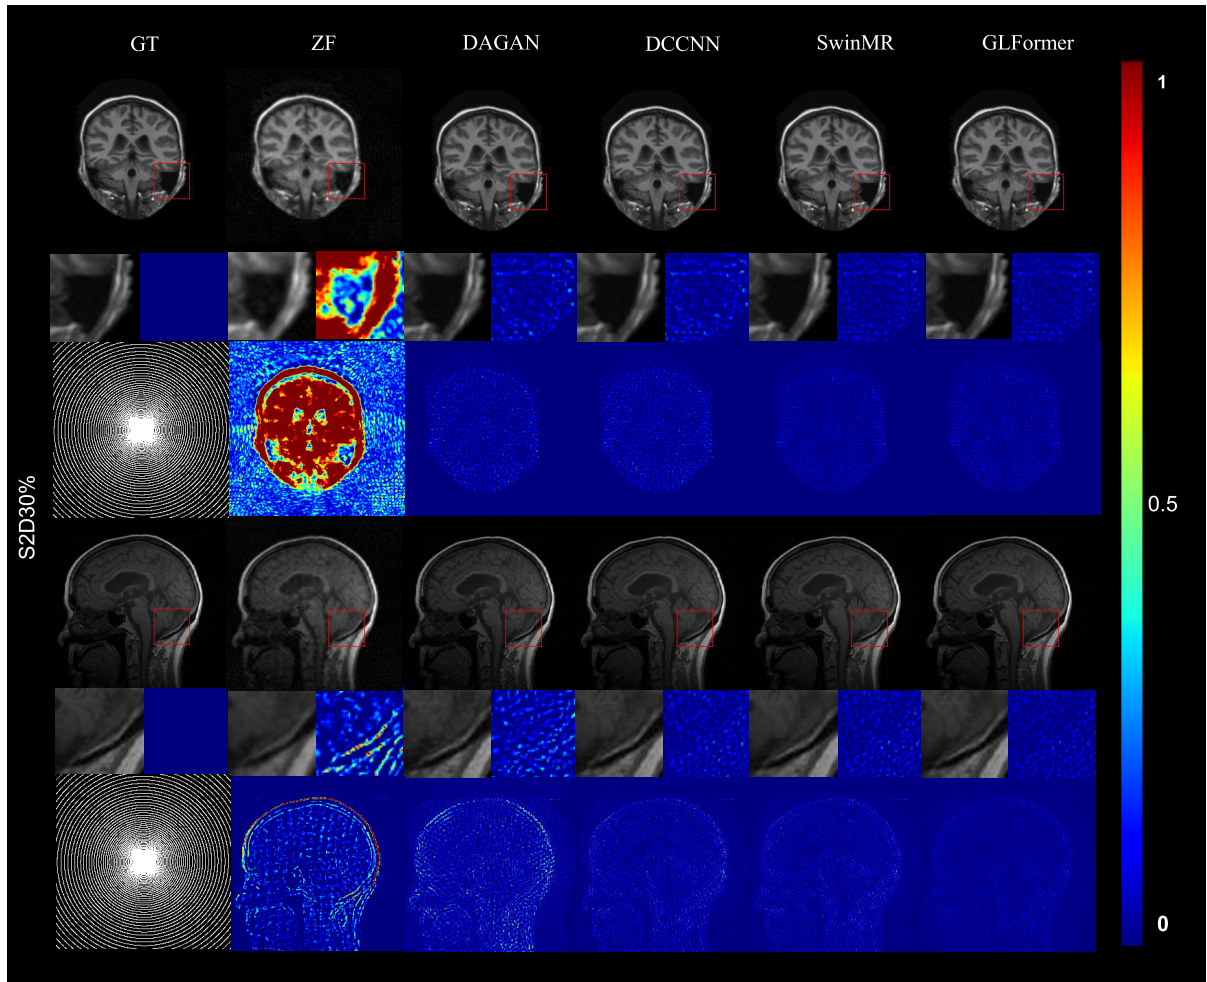 GT
ZF
DAGAN
DCCNN
SwinMR
GLFormer
1
S2D30%
0.5
0